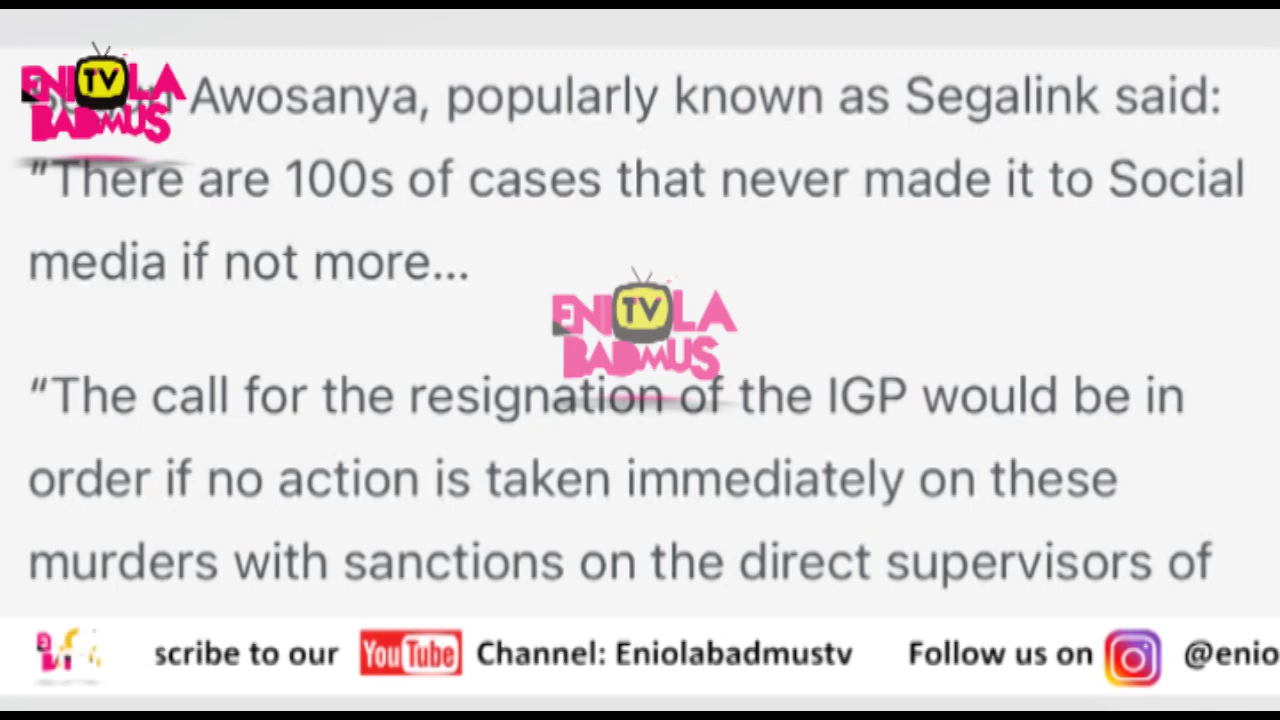 ENIOLA TV
BADMUS
Awosanya, popularly known as Segalink said:
“There are 100s of cases that never made it to Social
media if not more...
ENIOLA TV
BADMUS
“The call for the resignation of the IGP would be in
order if no action is taken immediately on these
murders with sanctions on the direct supervisors of
scribe to our YouTube Channel: Eniolabadmustv Follow us on @enio